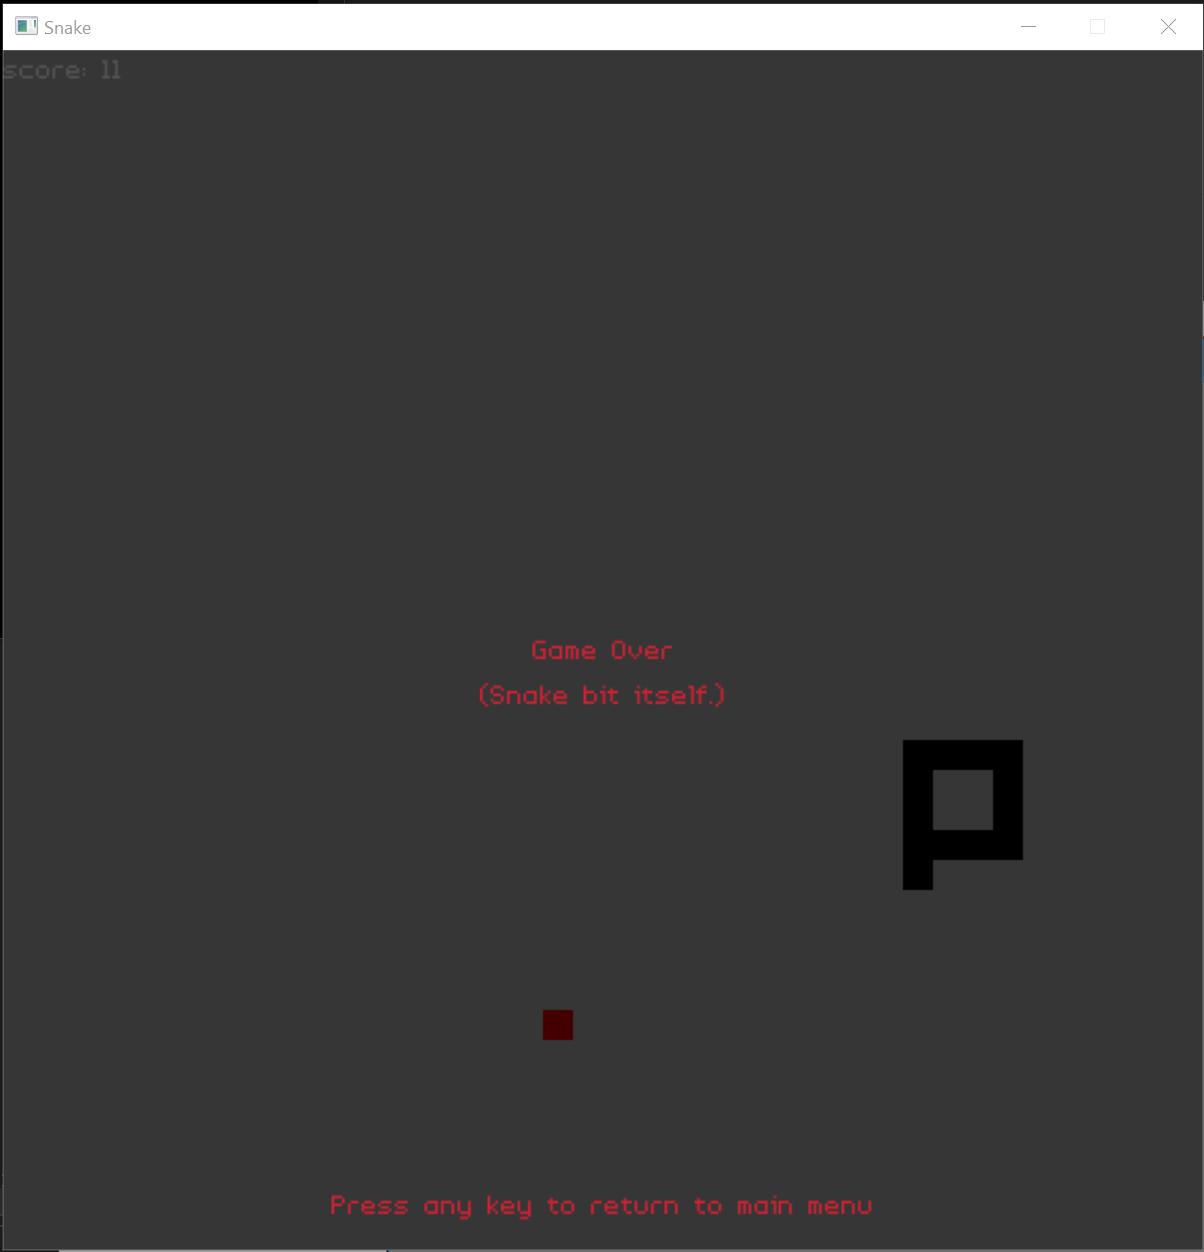 Snake
score: 11
Game Over
(Snake bit itself.)
Press any key to return to main menu